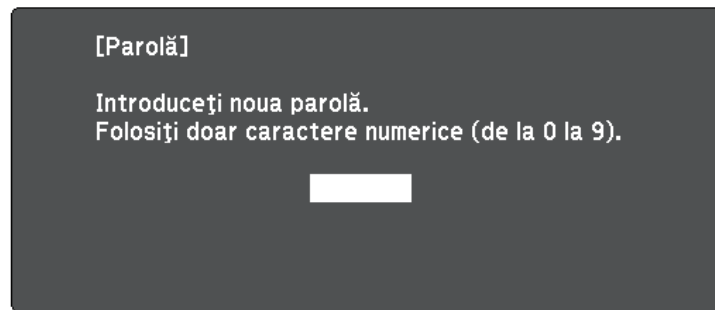 [Parolă]
Introduceţi noua parolă.
Folosiţi doar caractere numerice (de la 0 la 9).